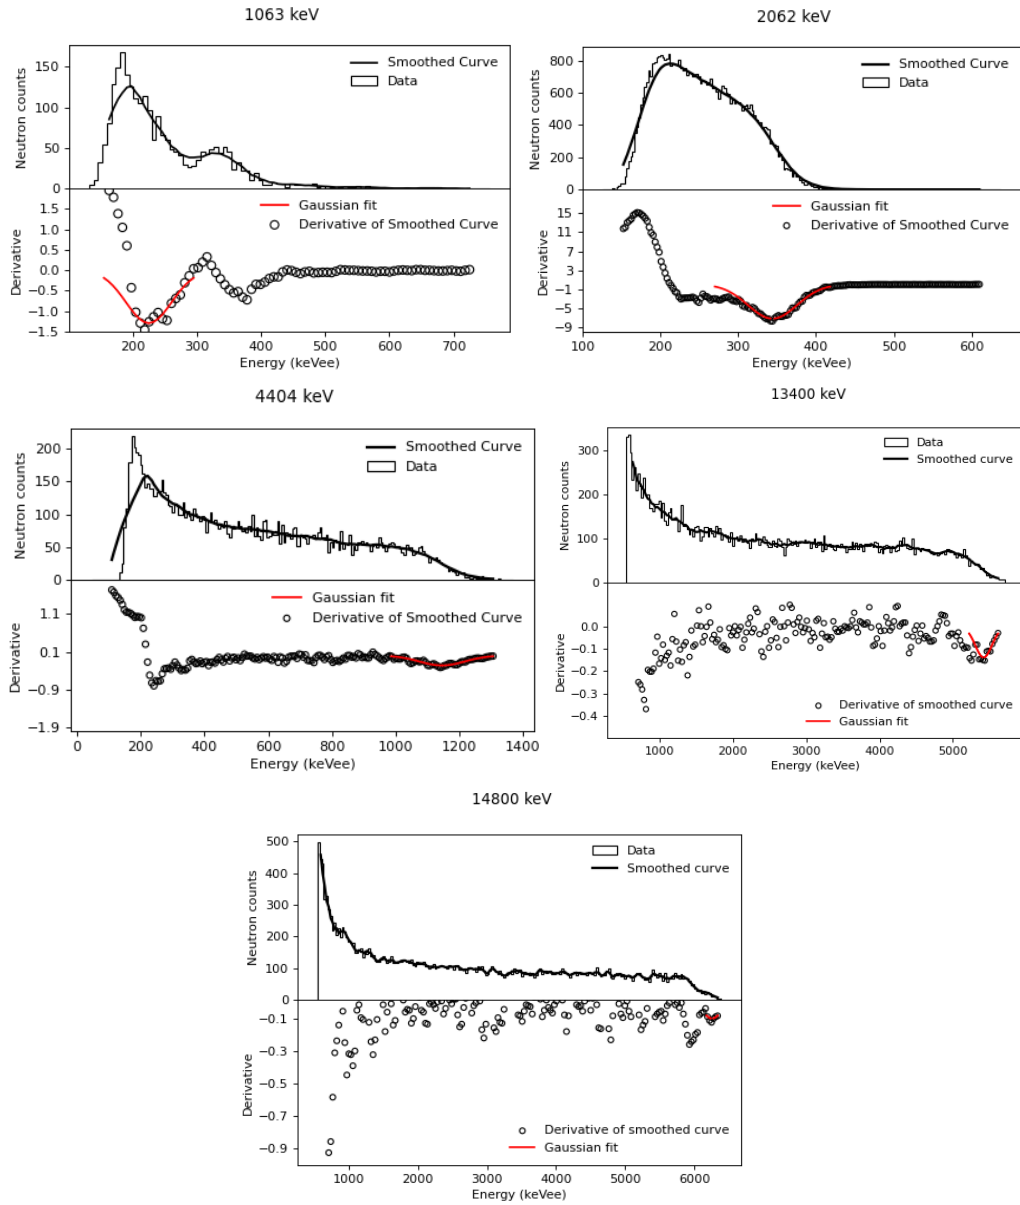 1063 keV
150
100
50
0
Neutron counts
Smoothed Curve
Data
1.5
1.0
0.5
0.0
−0.5
−1.0
−1.5
Derivative
Gaussian fit
Derivative of Smoothed Curve
200 300 400 500 600 700
Energy (keVee)
2062 keV
800
600
400
200
0
Neutron counts
Smoothed Curve
Data
15
11
7
3
−1
−5
−9
Derivative
Gaussian fit
Derivative of Smoothed Curve
100 200 300 400 500 600
Energy (keVee)
4404 keV
200
150
100
50
0
Neutron counts
Smoothed Curve
Data
1.1
0.1
−0.9
−1.9
Derivative
Gaussian fit
Derivative of Smoothed Curve
0 200 400 600 800 1000 1200 1400
Energy (keVee)
13400 keV
300
200
100
0
Neutron counts
Data
Smoothed curve
0.0
−0.1
−0.2
−0.3
−0.4
Derivative
Derivative of smoothed curve
Gaussian fit
1000 2000 3000 4000 5000
Energy (keVee)
14800 keV
500
400
300
200
100
0
Neutron counts
Data
Smoothed curve
−0.1
−0.3
−0.5
−0.7
−0.9
Derivative
Derivative of smoothed curve
Gaussian fit
1000 2000 3000 4000 5000 6000
Energy (keVee)